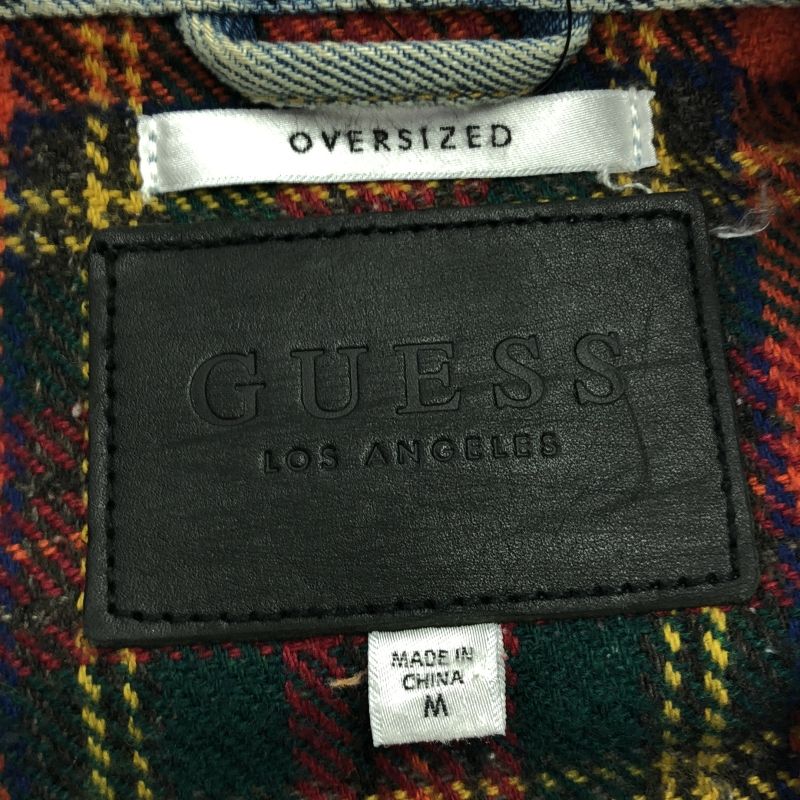 OVERSIZED
GUESS
LOS ANGELES
MADE IN
CHINA
M